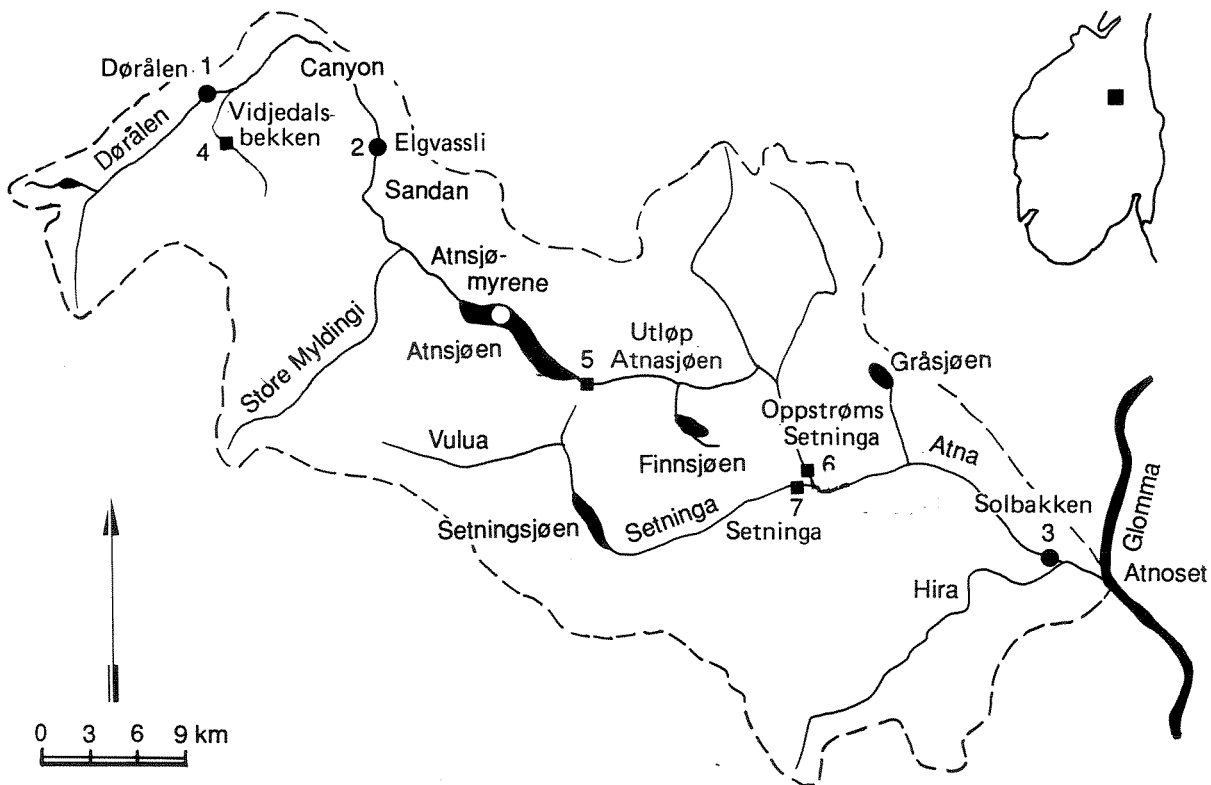 Dørålen 1
Canyon
Vidjedals-
bekken
4
Dørålen
2 Elgvassli
Sandan
Atnsjø-
myrene
Atnsjøen
Store Myldingi
5
Utløp
Atnasjøen
Gråsjøen
Oppstrøms
Setninga
6
Vulua
Finnsjøen
Atna
7
Setningsjøen
Setninga
Setninga
Solbakken
3
Glomma
Atnoset
Hira
0 3 6 9 km